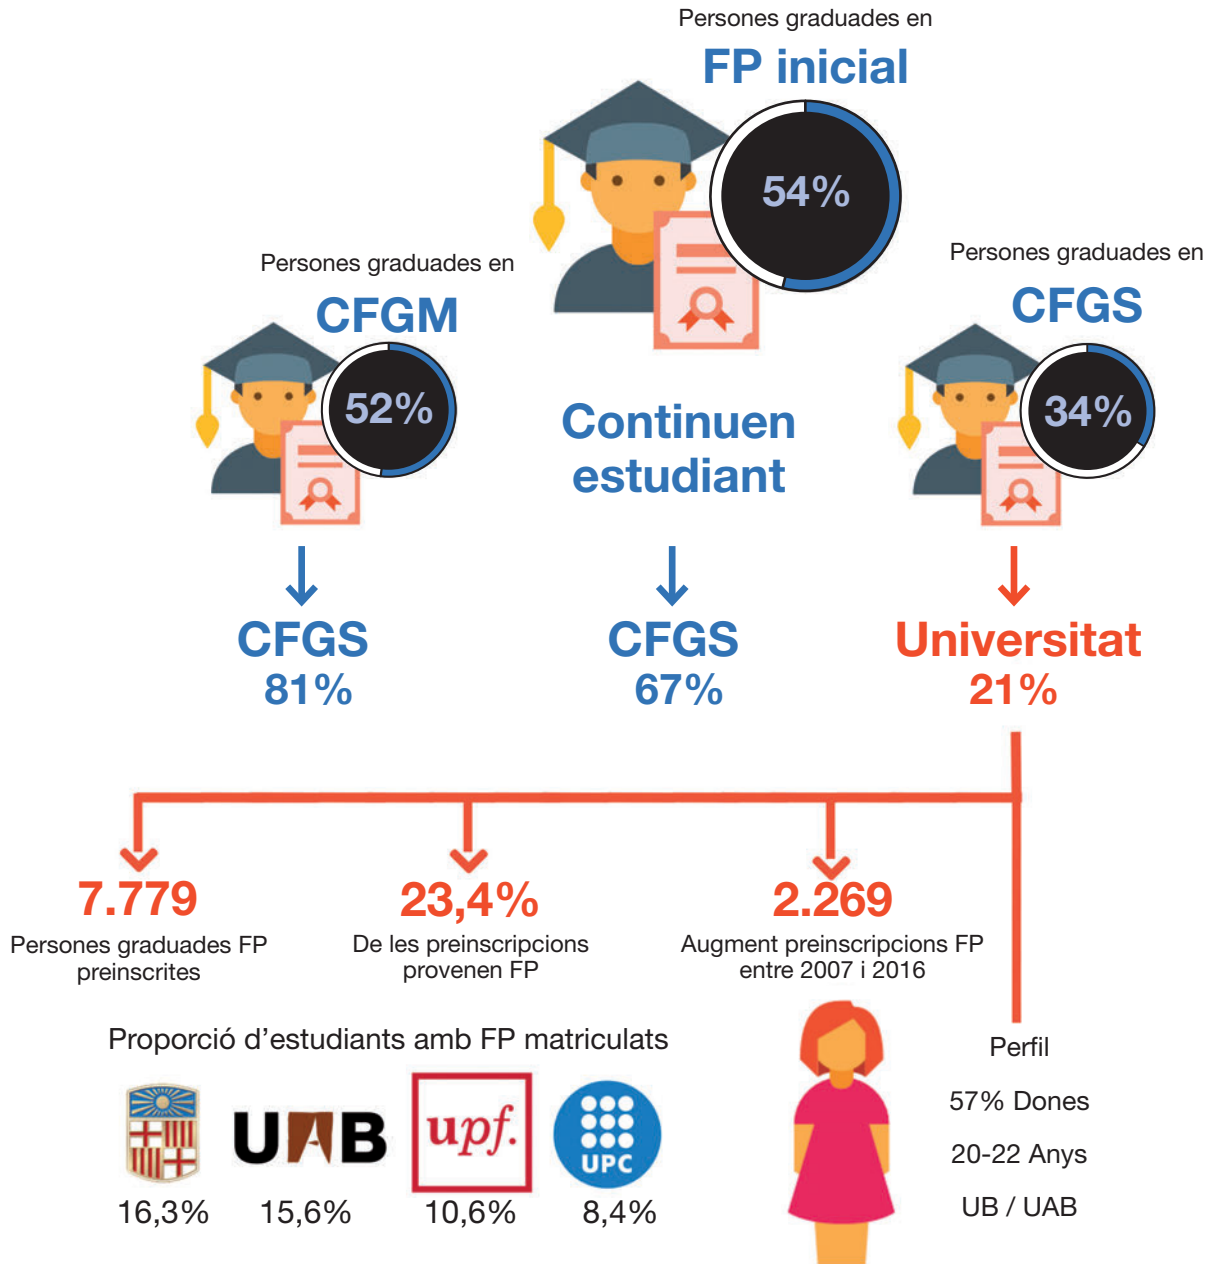 Persones graduades en
FP inicial
54%
Persones graduades en
CFGM
52%
Persones graduades en
CFGS
34%
Continuen
estudiant
CFGS
81%
CFGS
67%
Universitat
21%
7.779
Persones graduades FP
preinscrites
23,4%
De les preinscripcions
provenen FP
2.269
Augment preinscripcions FP
entre 2007 i 2016
Proporció d’estudiants amb FP matriculats
UAB
upf.
UPC
16,3%
15,6%
10,6%
8,4%
Perfil
57% Dones
20-22 Anys
UB / UAB